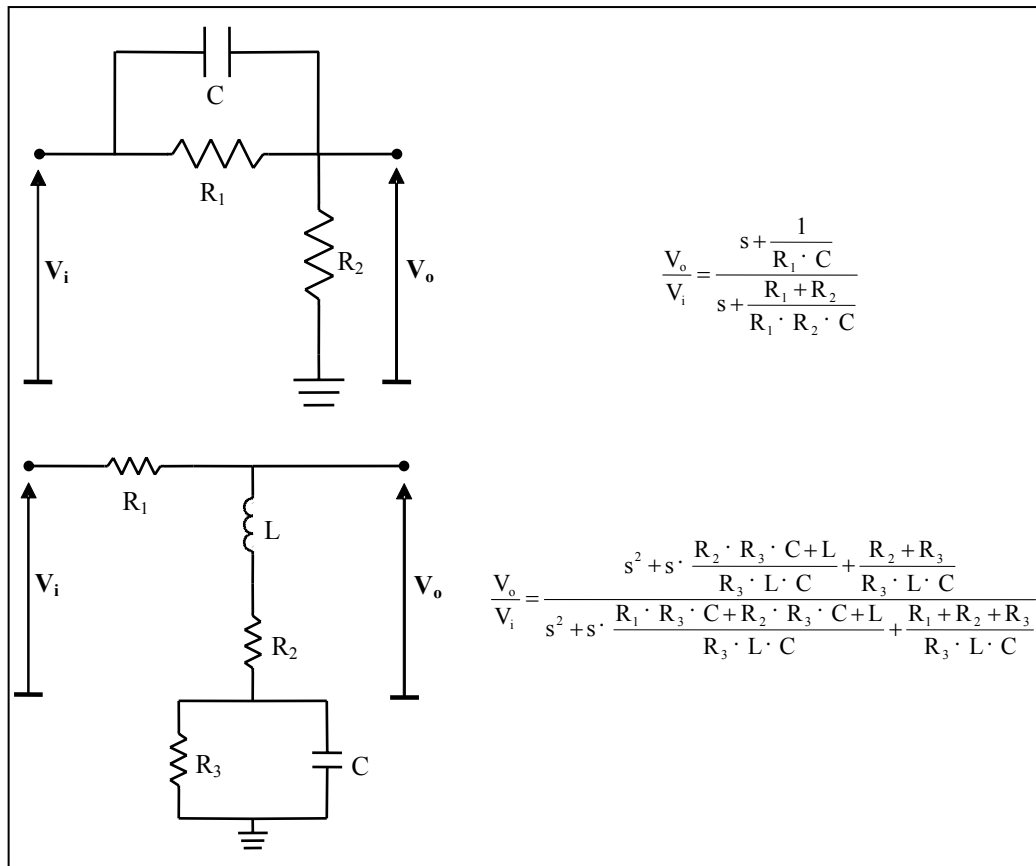 C
R₁
R₂
Vᵢ
Vₒ
Vₒ/Vᵢ = (s + 1/(R₁ · C)) / (s + (R₁ + R₂)/(R₁ · R₂ · C))
R₁
L
Vᵢ
Vₒ
R₂
R₃
C
Vₒ/Vᵢ = (s² + s · (R₂ · R₃ · C + L)/(R₃ · L · C) + (R₂ + R₃)/(R₃ · L · C)) / (s² + s · (R₁ · R₃ · C + R₂ · R₃ · C + L)/(R₃ · L · C) + (R₁ + R₂ + R₃)/(R₃ · L · C))